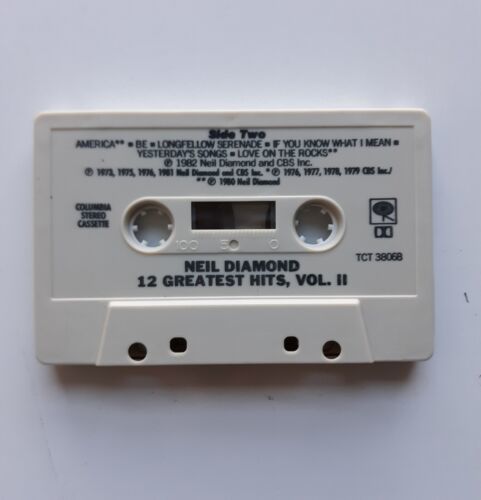 Side Two
AMERICA** ▪ BE ▪ LONGFELLOW SERENADE ▪ IF YOU KNOW WHAT I MEAN ▪
YESTERDAY'S SONGS ▪ LOVE ON THE ROCKS**
℗ 1982 Neil Diamond and CBS Inc.
℗ 1973, 1975, 1976, 1981 Neil Diamond and CBS Inc. * ℗ 1976, 1977, 1978, 1979 CBS Inc./
** ℗ 1980 Neil Diamond
COLUMBIA
STEREO
CASSETTE
100 50 0
TCT 38068
NEIL DIAMOND
12 GREATEST HITS, VOL. II